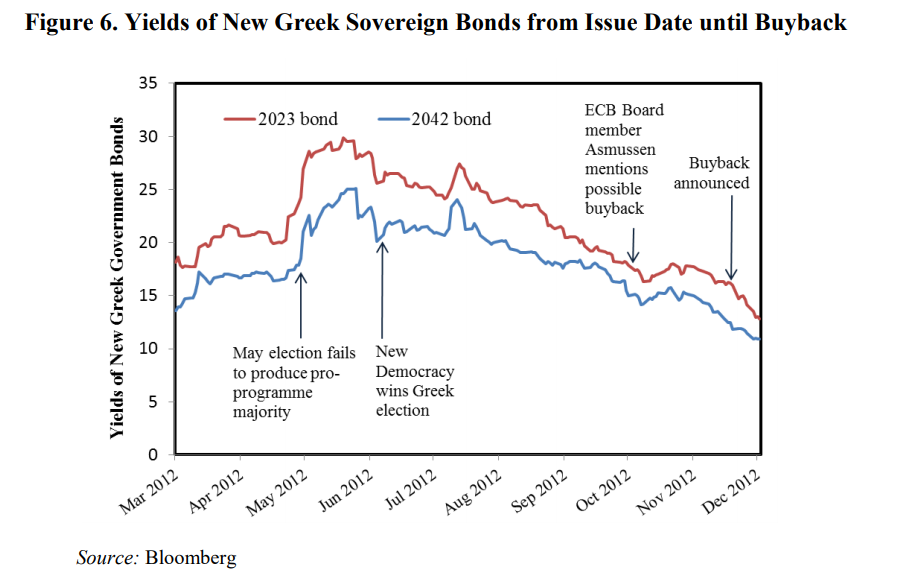 Figure 6. Yields of New Greek Sovereign Bonds from Issue Date until Buyback
Yields of New Greek Government Bonds
35
30
25
20
15
10
5
0
2023 bond
2042 bond
ECB Board
member
Asmussen
mentions
possible
buyback
Buyback
announced
May election fails
to produce pro-
programme
majority
New
Democracy
wins Greek
election
Mar 2012
Apr 2012
May 2012
Jun 2012
Jul 2012
Aug 2012
Sep 2012
Oct 2012
Nov 2012
Dec 2012
Source: Bloomberg